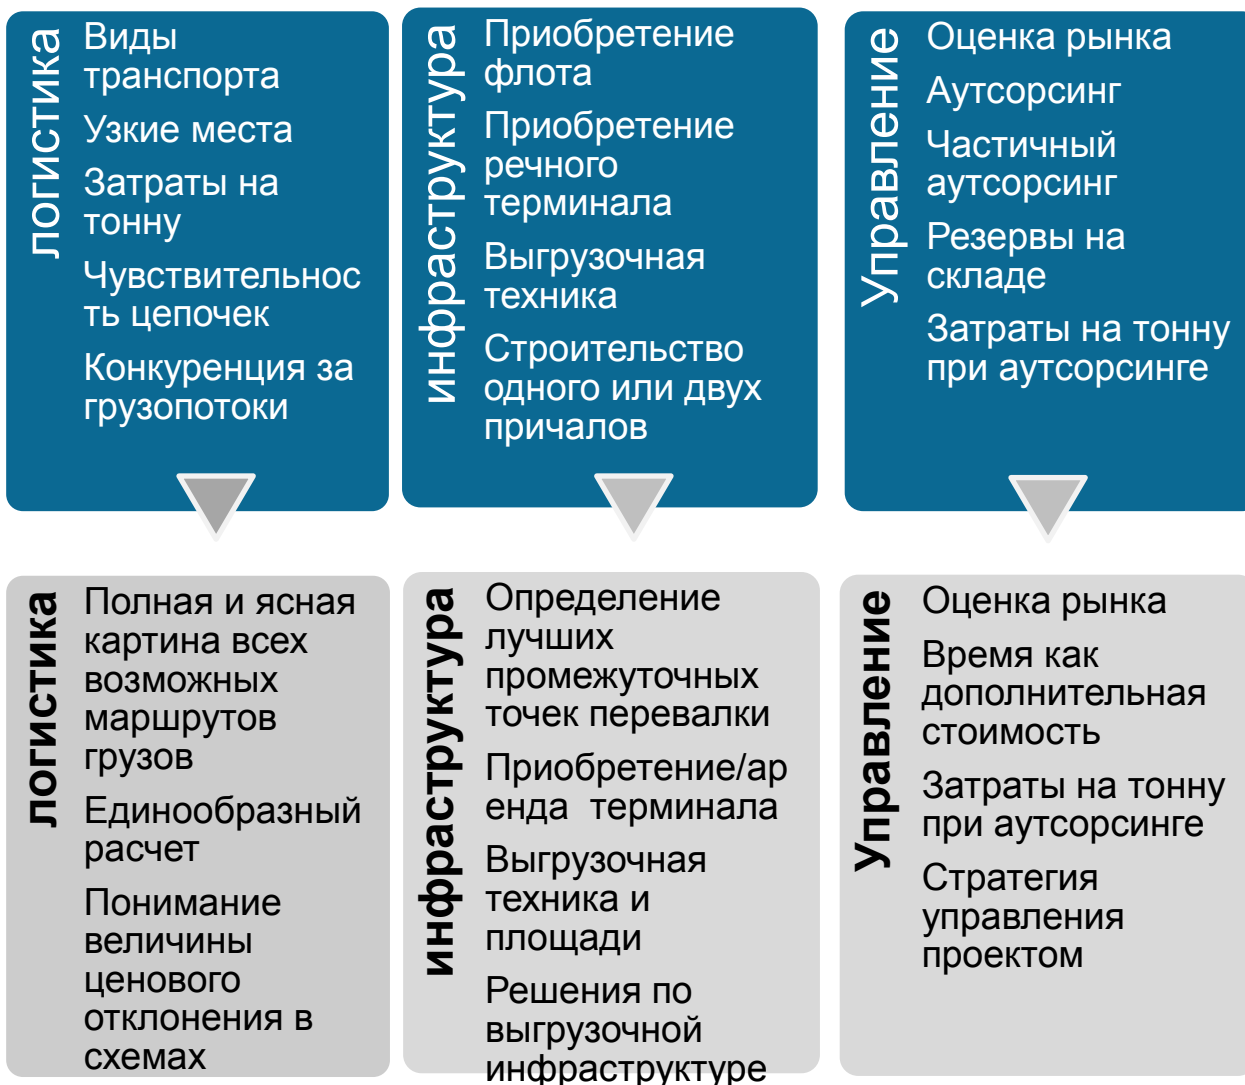 логистика
Виды
транспорта
Узкие места
Затраты на
тонну
Чувствительнос
ть цепочек
Конкуренция за
грузопотоки
инфраструктура
Приобретение
флота
Приобретение
речного
терминала
Выгрузочная
техника
Строительство
одного или двух
причалов
Управление
Оценка рынка
Аутсорсинг
Частичный
аутсорсинг
Резервы на
складе
Затраты на тонну
при аутсорсинге
логистика
Полная и ясная
картина всех
возможных
маршрутов
грузов
Единообразный
расчет
Понимание
величины
ценового
отклонения в
схемах
инфраструктура
Определение
лучших
промежуточных
точек перевалки
Приобретение/ар
енда  терминала
Выгрузочная
техника и
площади
Решения по
выгрузочной
инфраструктуре
Управление
Оценка рынка
Время как
дополнительная
стоимость
Затраты на тонну
при аутсорсинге
Стратегия
управления
проектом